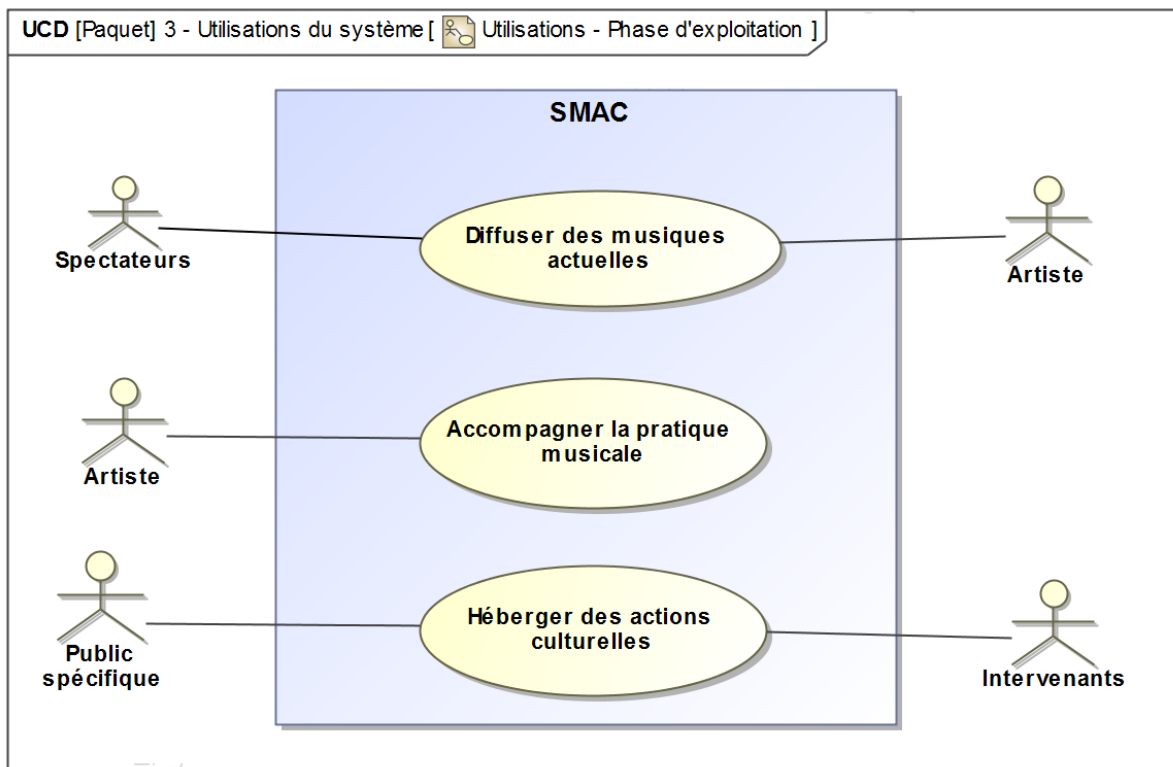 UCD [Paquet] 3 - Utilisations du système [ Utilisations - Phase d'exploitation ]
SMAC
Diffuser des musiques
actuelles
Spectateurs
Artiste
Accompagner la pratique
musicale
Artiste
Héberger des actions
culturelles
Public
spécifique
Intervenants